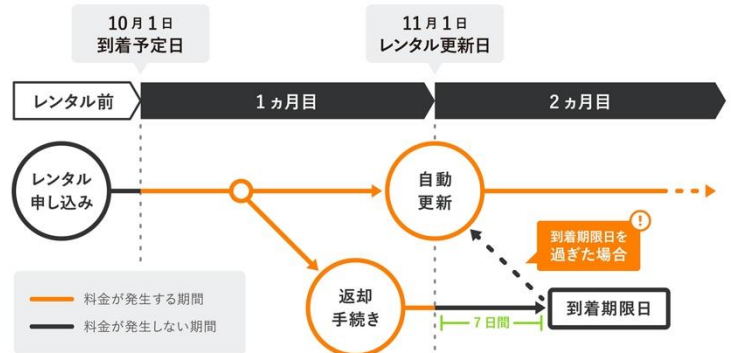 10月1日
到着予定日
11月1日
レンタル更新日
レンタル前
1ヵ月目
2ヵ月目
レンタル
申し込み
自動
更新
!
到着期限日を
過ぎた場合
返却
手続き
7日間
到着期限日
料金が発生する期間
料金が発生しない期間